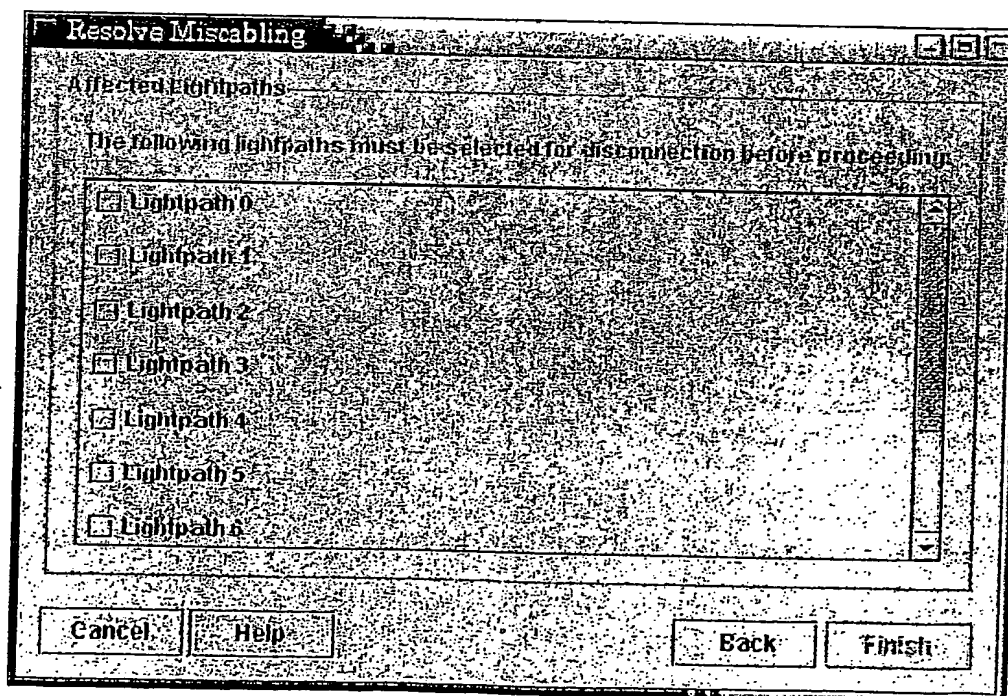 Resolve Miscabling
Affected Lightpaths
The following lightpaths must be selected for disconnection before proceeding:
Lightpath 0
Lightpath 1
Lightpath 2
Lightpath 3
Lightpath 4
Lightpath 5
Lightpath 6
Cancel Help Back Finish